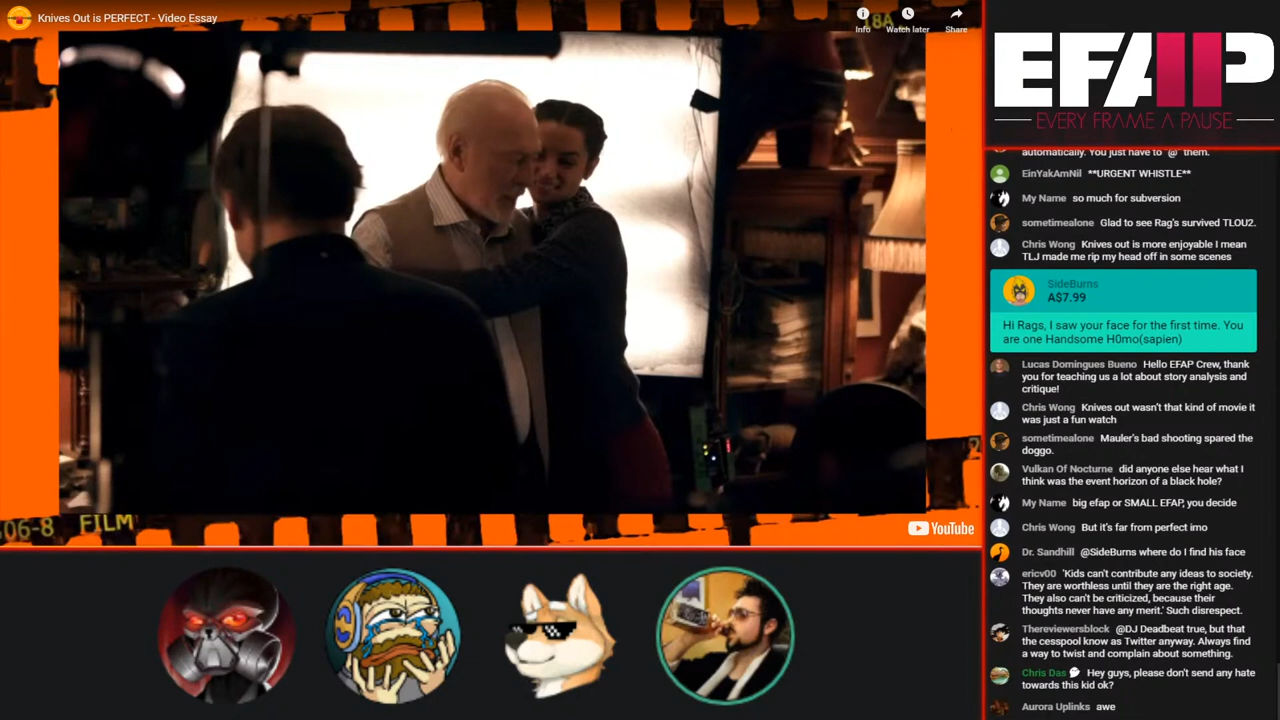 Knives Out is PERFECT - Video Essay
Info
Watch later
Share
18A
06-8 FILM
YouTube
EFAP
EVERY FRAME A PAUSE
automatically. You just have to "@" them.
EinYakAmNil **URGENT WHISTLE**
My Name so much for subversion
sometimealone Glad to see Rag's survived TLOU2.
Chris Wong Knives out is more enjoyable I mean
TLJ made me rip my head off in some scenes
SideBurns
A$7.99
Hi Rags, I saw your face for the first time. You
are one Handsome H0mo(sapien)
Lucas Domingues Bueno Hello EFAP Crew, thank
you for teaching us a lot about story analysis and
critique!
Chris Wong Knives out wasn't that kind of movie it
was just a fun watch
sometimealone Mauler's bad shooting spared the
doggo.
Vulkan Of Nocturne did anyone else hear what I
think was the event horizon of a black hole?
My Name big efap or SMALL EFAP, you decide
Chris Wong But it's far from perfect imo
Dr. Sandhill @SideBurns where do I find his face
ericv00 'Kids can't contribute any ideas to society.
They are worthless until they are the right age.
They also can't be criticized, because their
thoughts never have any merit.' Such disrespect.
Thereviewersblock @DJ Deadbeat true, but that
the cesspool know as Twitter anyway. Always find
a way to twist and complain about something.
Chris Das Hey guys, please don't send any hate
towards this kid ok?
Aurora Uplinks awe